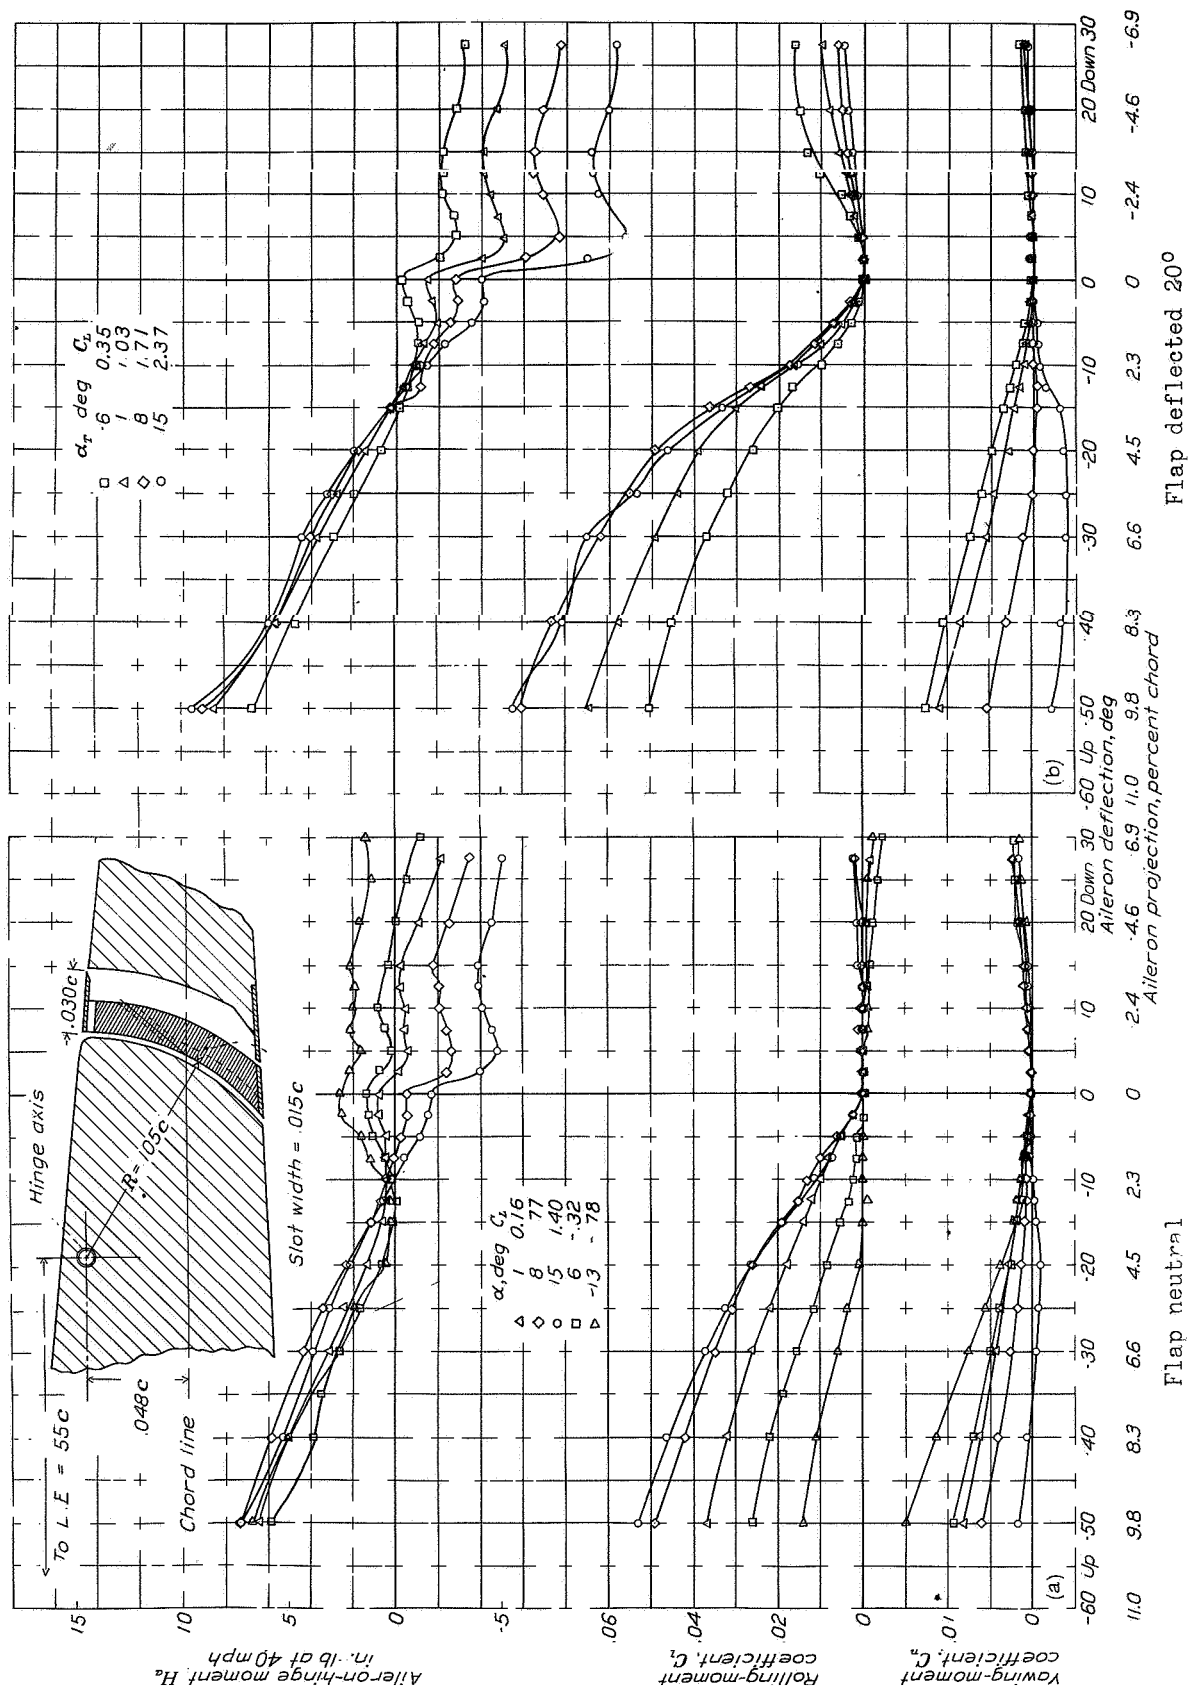 Hinge axis
To L.E = 55c
.048c
Chord line
R=.105c
.030c
Slot width = .015c
α, deg C_L
△ 1 0.16
◇ 8 .77
○ 15 1.40
□ 6 -.32
△ -13 -.78
Aileron-hinge moment H_a
in.-lb at 40 mph
15
10
5
0
-5
Rolling-moment
coefficient, C_l
.06
.04
.02
0
Yawing-moment
coefficient, C_n
.01
0
(a)
-60 Up -50 -40 -30 -20 -10 0 10 20 Down 30
11.0 9.8 8.3 6.6 4.5 2.3 0 -2.4 -4.6 -6.9
Flap neutral
α_T deg C_L
□ -6 0.35
△ 1 1.03
◇ 8 1.71
○ 15 2.37
(b)
-60 Up -50 -40 -30 -20 -10 0 10 20 Down 30
Aileron deflection, deg
11.0 9.8 8.3 6.6 4.5 2.3 0 -2.4 -4.6 -6.9
Aileron projection, percent chord
Flap deflected 20°